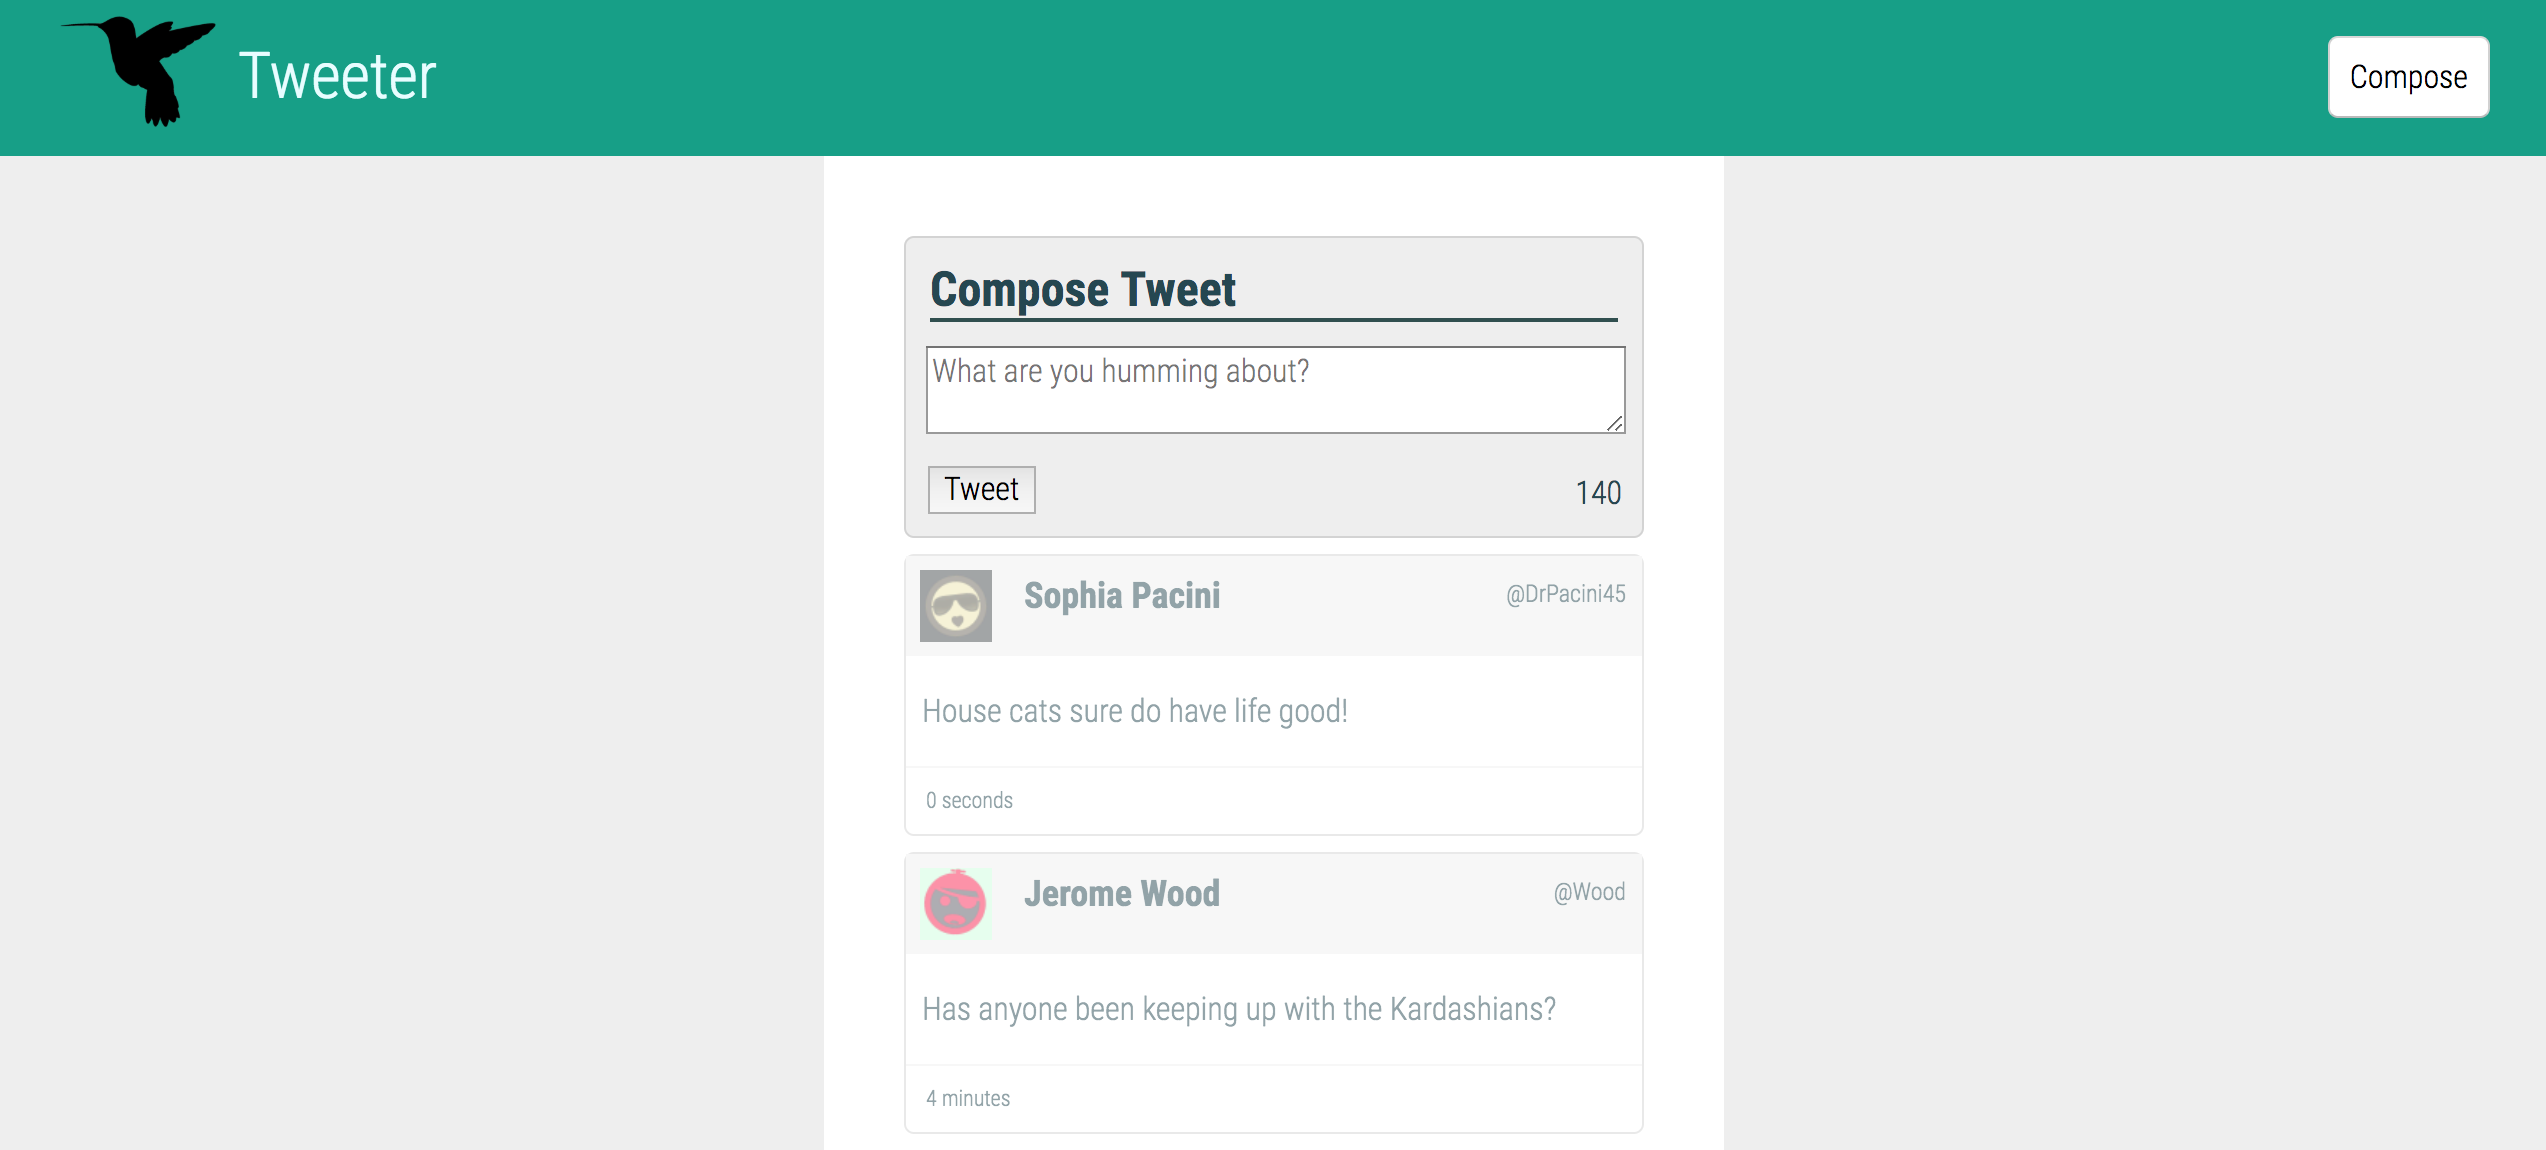 Tweeter
Compose
Compose Tweet
What are you humming about?
Tweet
140
Sophia Pacini
@DrPacini45
House cats sure do have life good!
0 seconds
Jerome Wood
@Wood
Has anyone been keeping up with the Kardashians?
4 minutes